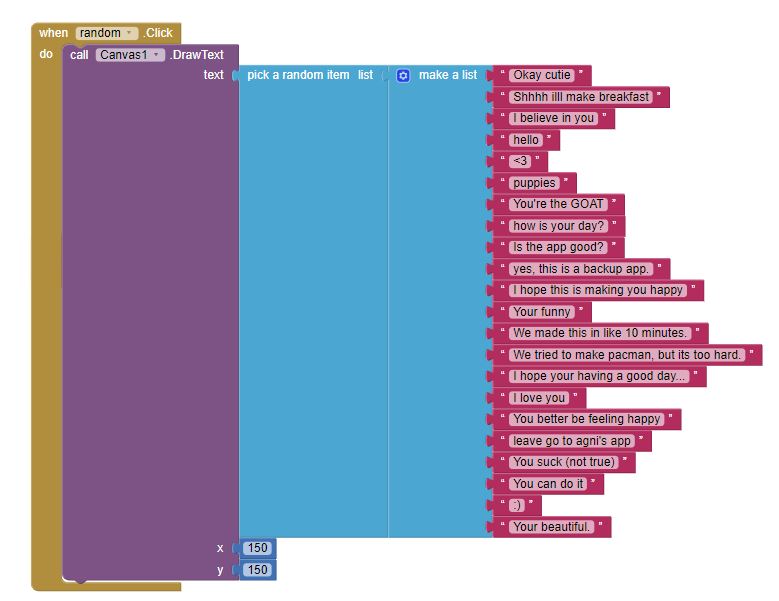 when random .Click
do call Canvas1 .DrawText
text pick a random item list make a list " Okay cutie "
" Shhhh illl make breakfast "
" I believe in you "
" hello "
" <3 "
" puppies "
" You're the GOAT "
" how is your day? "
" Is the app good? "
" yes, this is a backup app. "
" I hope this is making you happy "
" Your funny "
" We made this in like 10 minutes. "
" We tried to make pacman, but its too hard. "
" I hope your having a good day... "
" I love you "
" You better be feeling happy "
" leave go to agni's app "
" You suck (not true) "
" You can do it "
" :) "
" Your beautiful. "
x 150
y 150